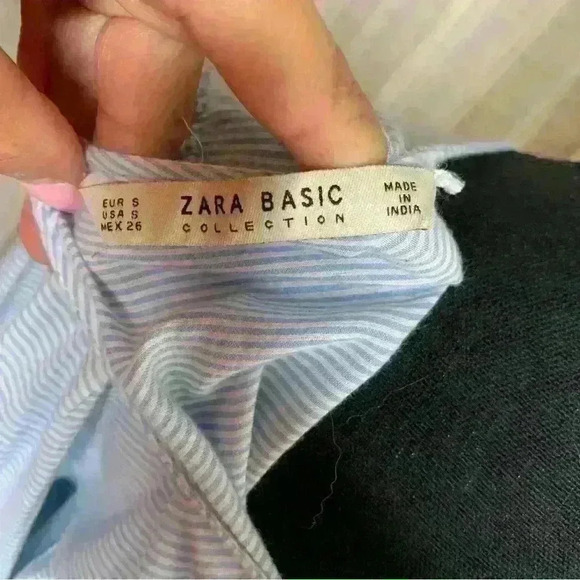 EUR S
USA S
MEX 26
ZARA BASIC
COLLECTION
MADE
IN
INDIA